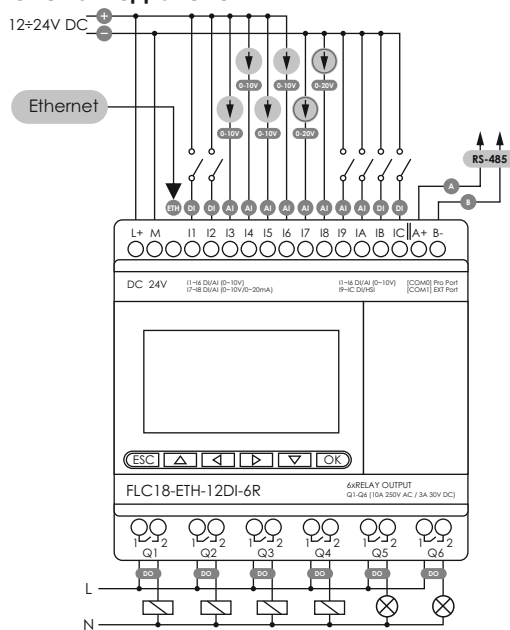 12÷24V DC
+
−
0-10V 0-10V 0-20V
Ethernet
0-10V 0-10V 0-20V
RS-485
A
B
ETH DI DI AI AI AI AI AI AI AI DI DI DI
L+ M I1 I2 I3 I4 I5 I6 I7 I8 I9 IA IB IC A+ B-
DC 24V
I1~I6 DI/AI (0~10V)
I7~I8 DI/AI (0~10V/0~20mA)
I1~I6 DI/AI (0~10V)
I9~IC DI/HSI
[COM0] Pro Port
[COM1] EXT Port
ESC OK
FLC18-ETH-12DI-6R
6xRELAY OUTPUT
Q1-Q6 (10A 250V AC / 3A 30V DC)
1 2 1 2 1 2 1 2 1 2 1 2
Q1 Q2 Q3 Q4 Q5 Q6
DO DO DO DO DO DO
L
N